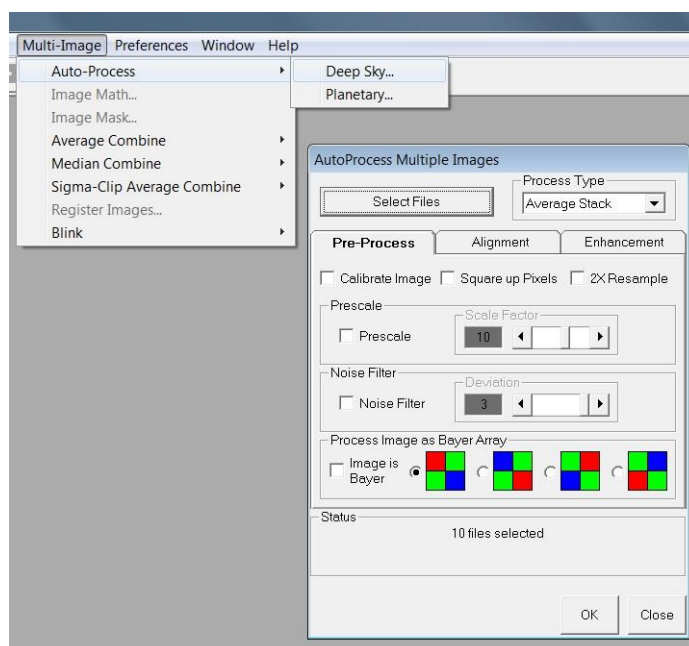 Multi-Image Preferences Window Help
Auto-Process
Deep Sky...
Planetary...
Image Math...
Image Mask...
Average Combine
Median Combine
Sigma-Clip Average Combine
Register Images...
Blink
AutoProcess Multiple Images
Select Files
Process Type
Average Stack
Pre-Process Alignment Enhancement
Calibrate Image Square up Pixels 2X Resample
Prescale
Scale Factor
Prescale 10
Noise Filter
Deviation
Noise Filter 3
Process Image as Bayer Array
Image is
Bayer
Status
10 files selected
OK Close